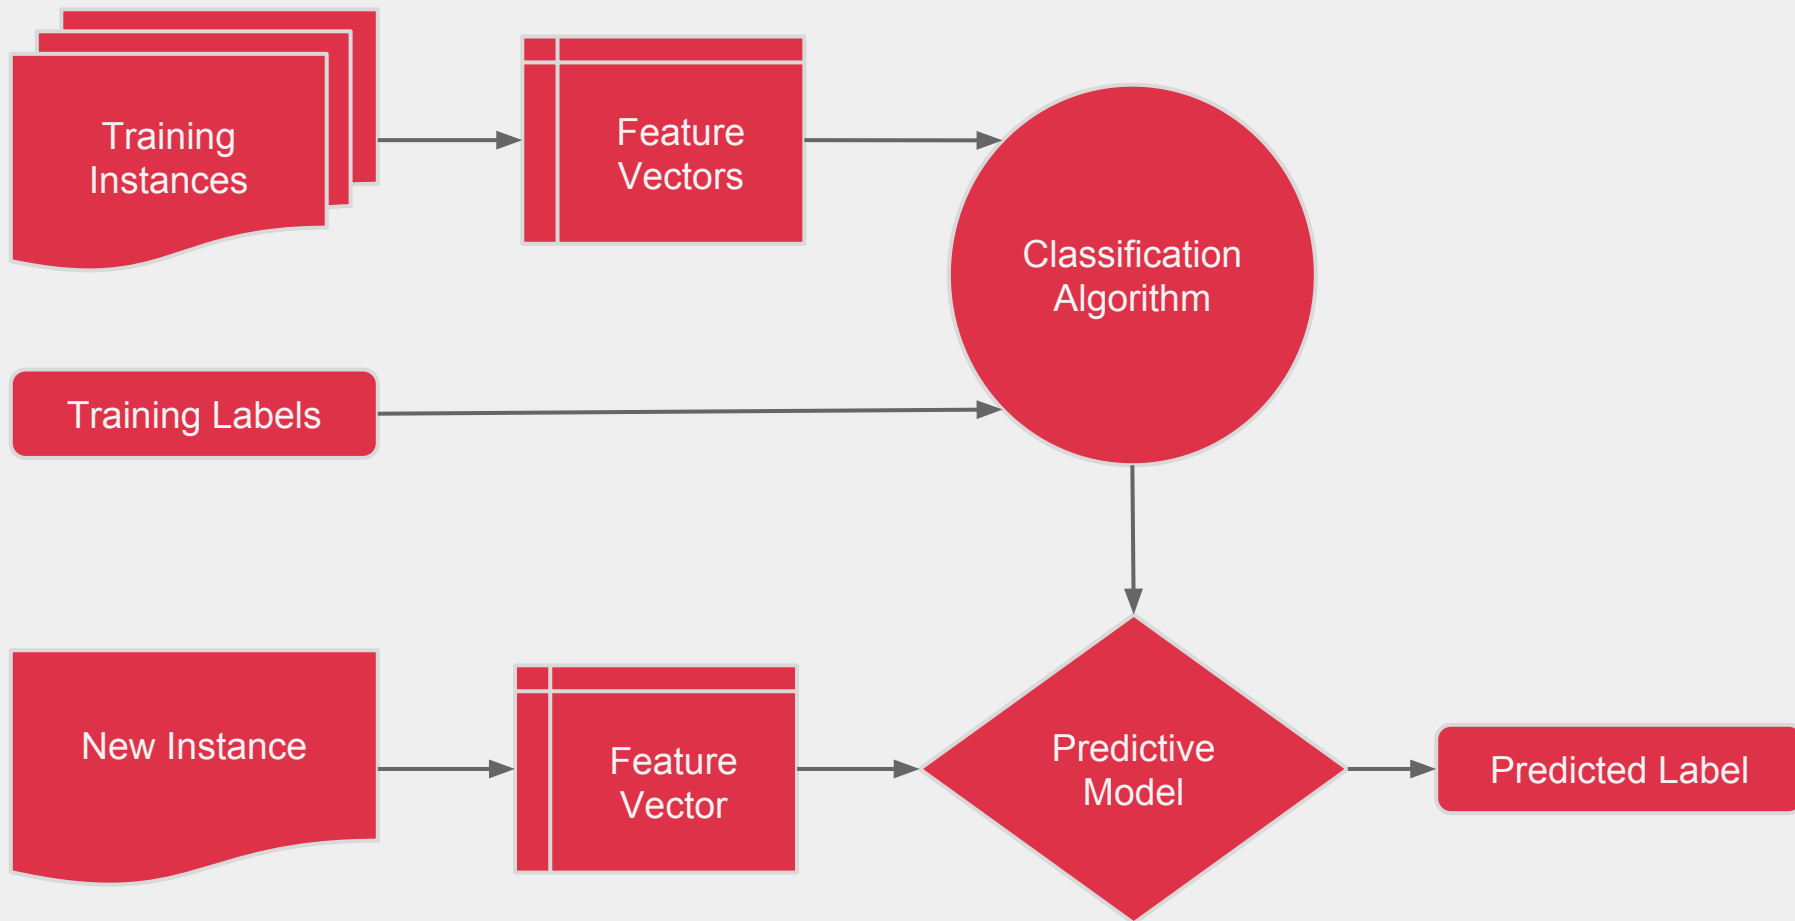 Training
Instances
Feature
Vectors
Classification
Algorithm
Training Labels
New Instance
Feature
Vector
Predictive
Model
Predicted Label